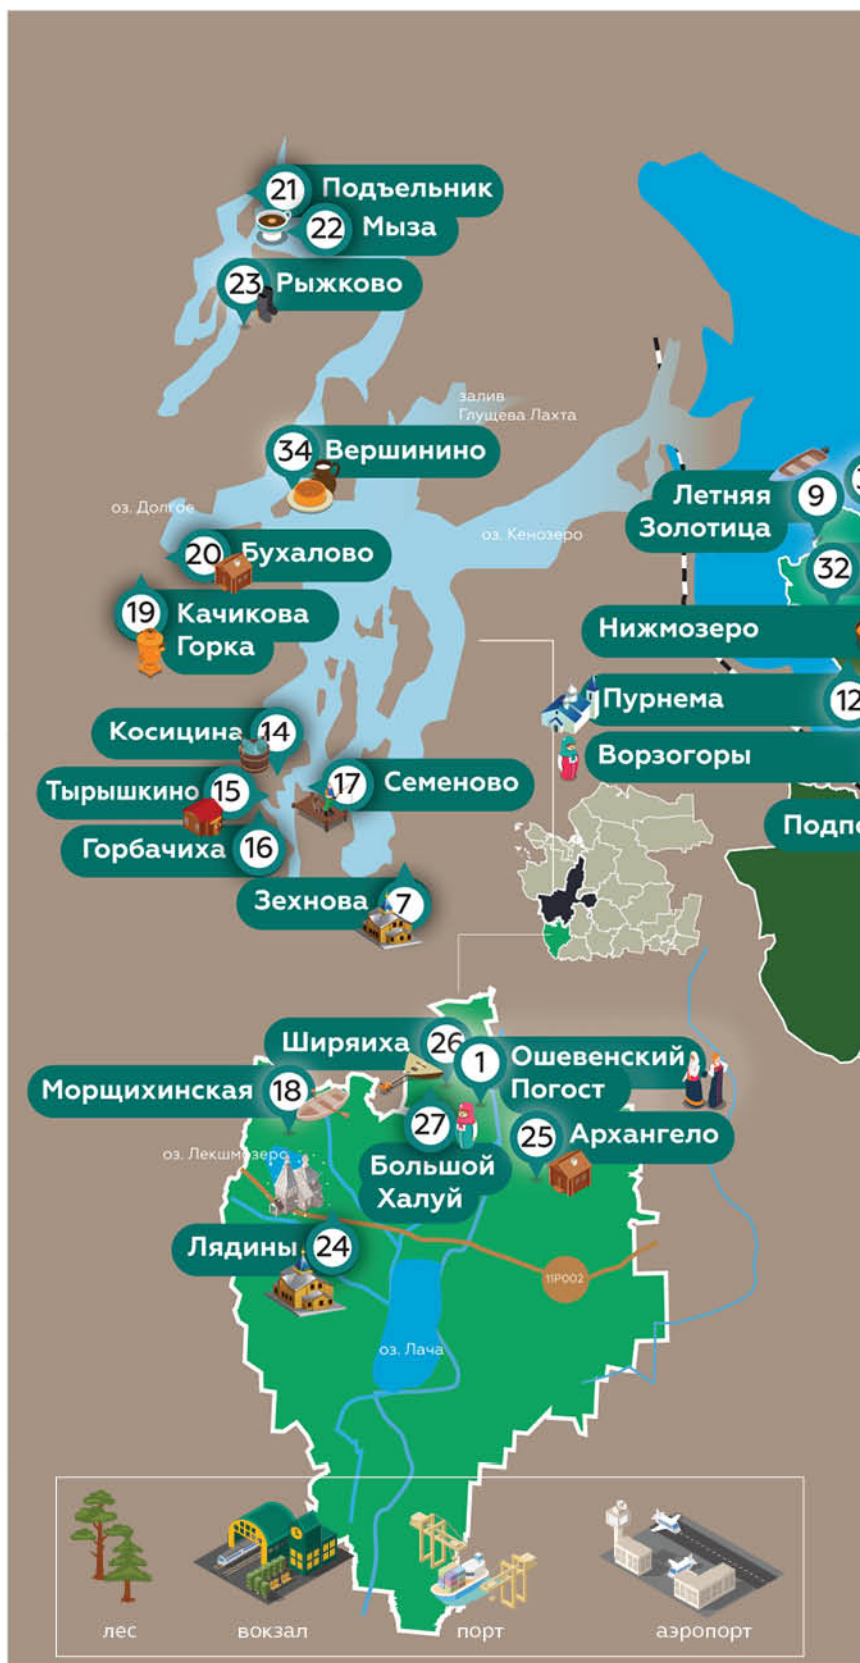 21 Подъельник
22 Мыза
23 Рыжково
залив
Глущева Лахта
34 Вершинино
оз. Долгое
оз. Кенозеро
Летняя
Золотица
9
20 Бухалово
32
19 Качикова
Горка
Нижмозеро
Пурнема
12
Косицина 14
Ворзогоры
Тырышкино 15
17 Семеново
Горбачиха 16
Зехнова 7
Ширяиха 26
1 Ошевенский
Погост
Морщихинская 18
27
Большой
Халуй
25 Архангело
оз. Лекшмозеро
Лядины 24
11Р002
оз. Лача
лес
вокзал
порт
аэропорт